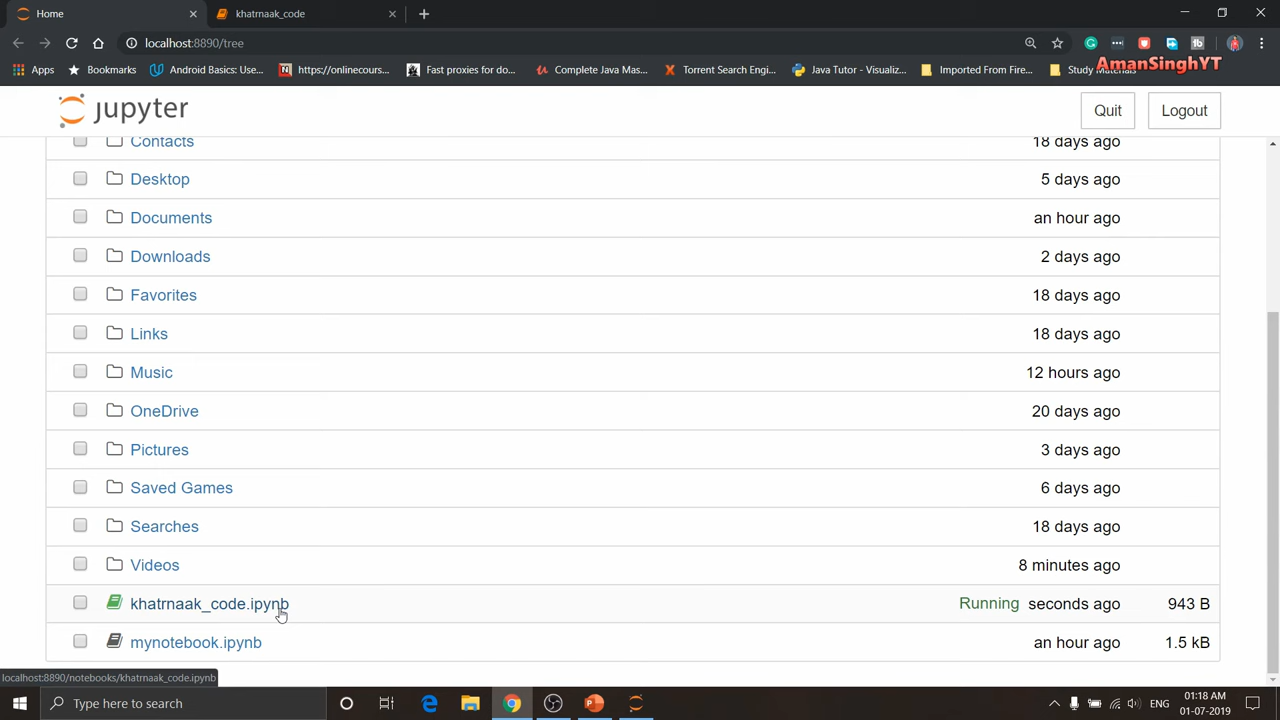 Home
khatrnaak_code
localhost:8890/tree
Apps
Bookmarks
Android Basics: Use...
https://onlinecours...
Fast proxies for do...
Complete Java Mas...
Torrent Search Engi...
Java Tutor - Visualiz...
Imported From Fire...
AmanSinghYT
jupyter
Quit
Logout
Contacts 18 days ago
Desktop 5 days ago
Documents an hour ago
Downloads 2 days ago
Favorites 18 days ago
Links 18 days ago
Music 12 hours ago
OneDrive 20 days ago
Pictures 3 days ago
Saved Games 6 days ago
Searches 18 days ago
Videos 8 minutes ago
khatrnaak_code.ipynb Running seconds ago 943 B
mynotebook.ipynb an hour ago 1.5 kB
localhost:8890/notebooks/khatrnaak_code.ipynb
Type here to search
ENG
01:18 AM
01-07-2019